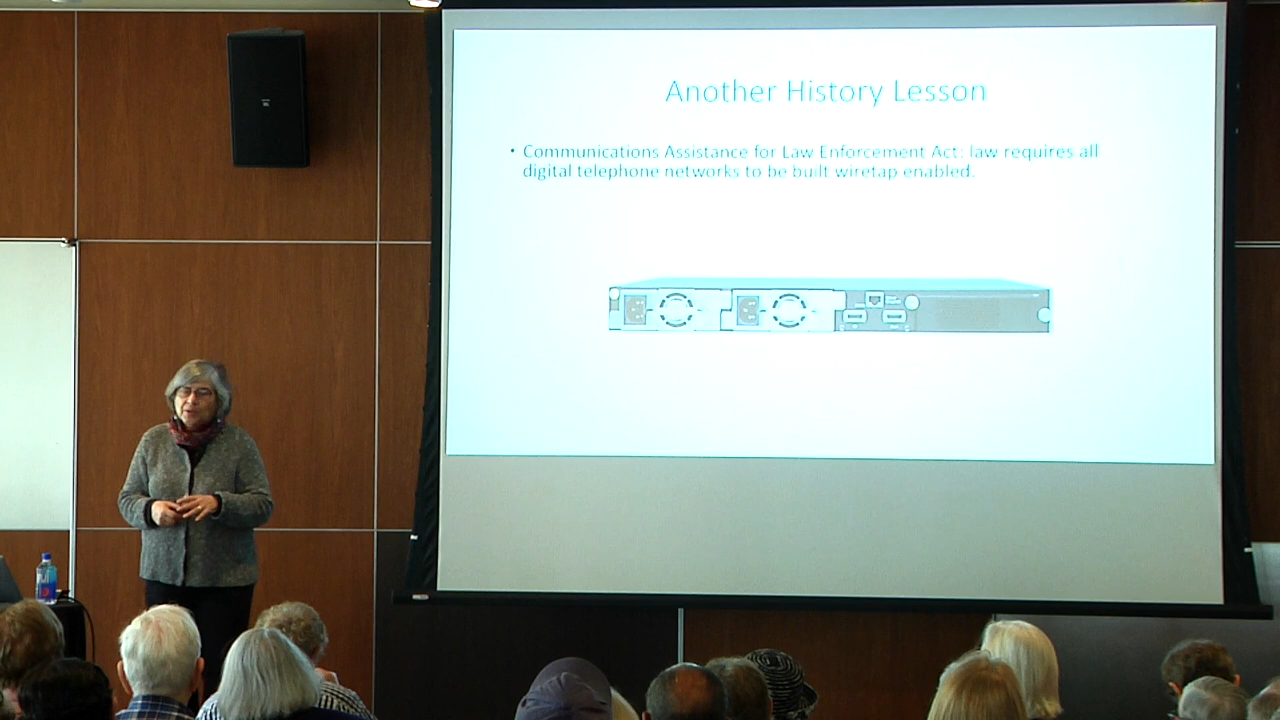 Another History Lesson
• Communications Assistance for Law Enforcement Act: law requires all
digital telephone networks to be built wiretap enabled.